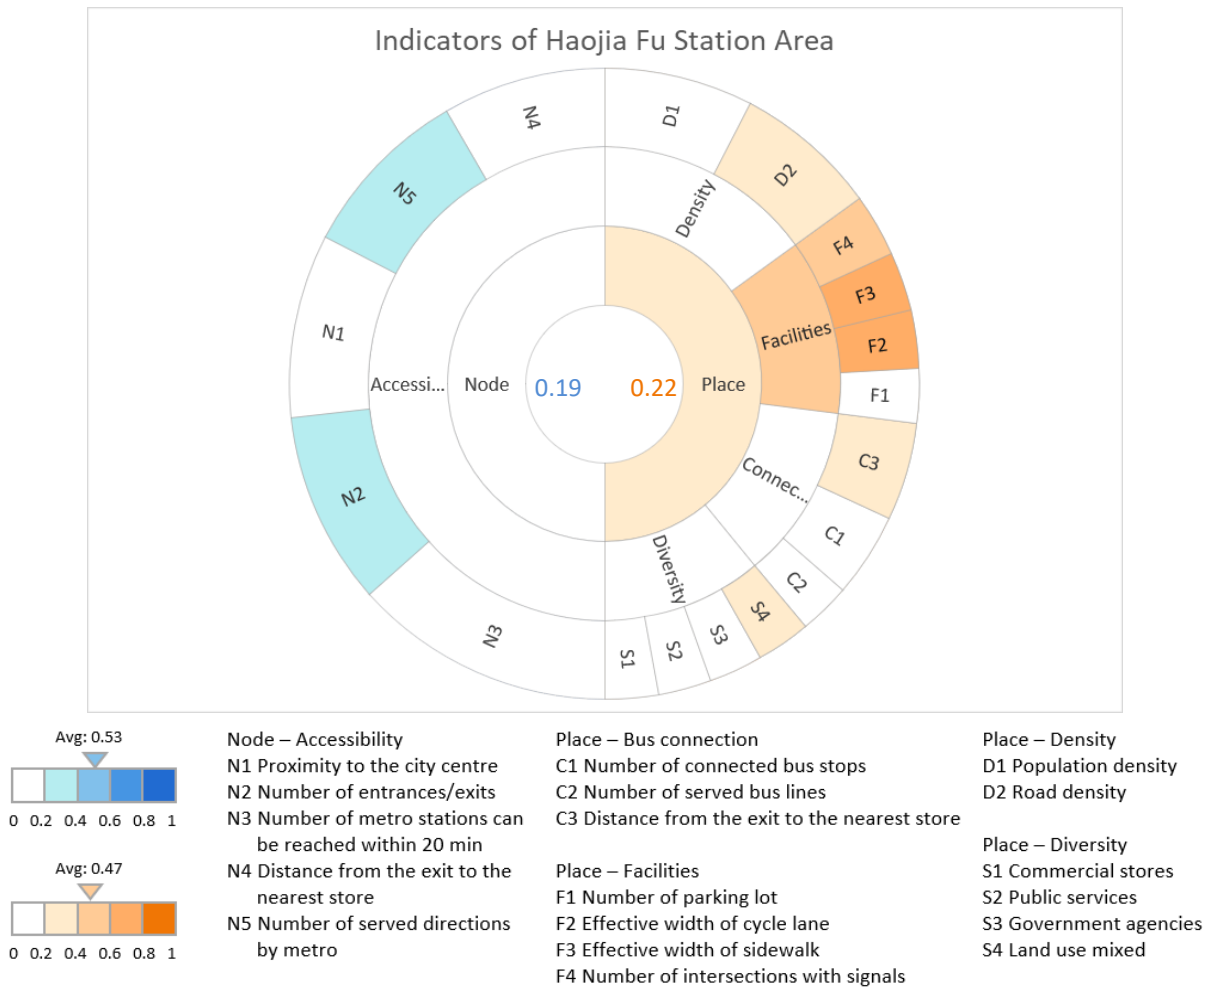 Indicators of Haojia Fu Station Area
N4
D1
N5
D2
Density
F4
F3
N1
Facilities
F2
Accessi...
Node
0.19
0.22
Place
F1
C3
Connec...
N2
C1
Diversity
C2
S4
N3
S3
S2
S1
Avg: 0.53
0 0.2 0.4 0.6 0.8 1
Avg: 0.47
0 0.2 0.4 0.6 0.8 1
Node – Accessibility
N1 Proximity to the city centre
N2 Number of entrances/exits
N3 Number of metro stations can
be reached within 20 min
N4 Distance from the exit to the
nearest store
N5 Number of served directions
by metro
Place – Bus connection
C1 Number of connected bus stops
C2 Number of served bus lines
C3 Distance from the exit to the nearest store
Place – Facilities
F1 Number of parking lot
F2 Effective width of cycle lane
F3 Effective width of sidewalk
F4 Number of intersections with signals
Place – Density
D1 Population density
D2 Road density
Place – Diversity
S1 Commercial stores
S2 Public services
S3 Government agencies
S4 Land use mixed